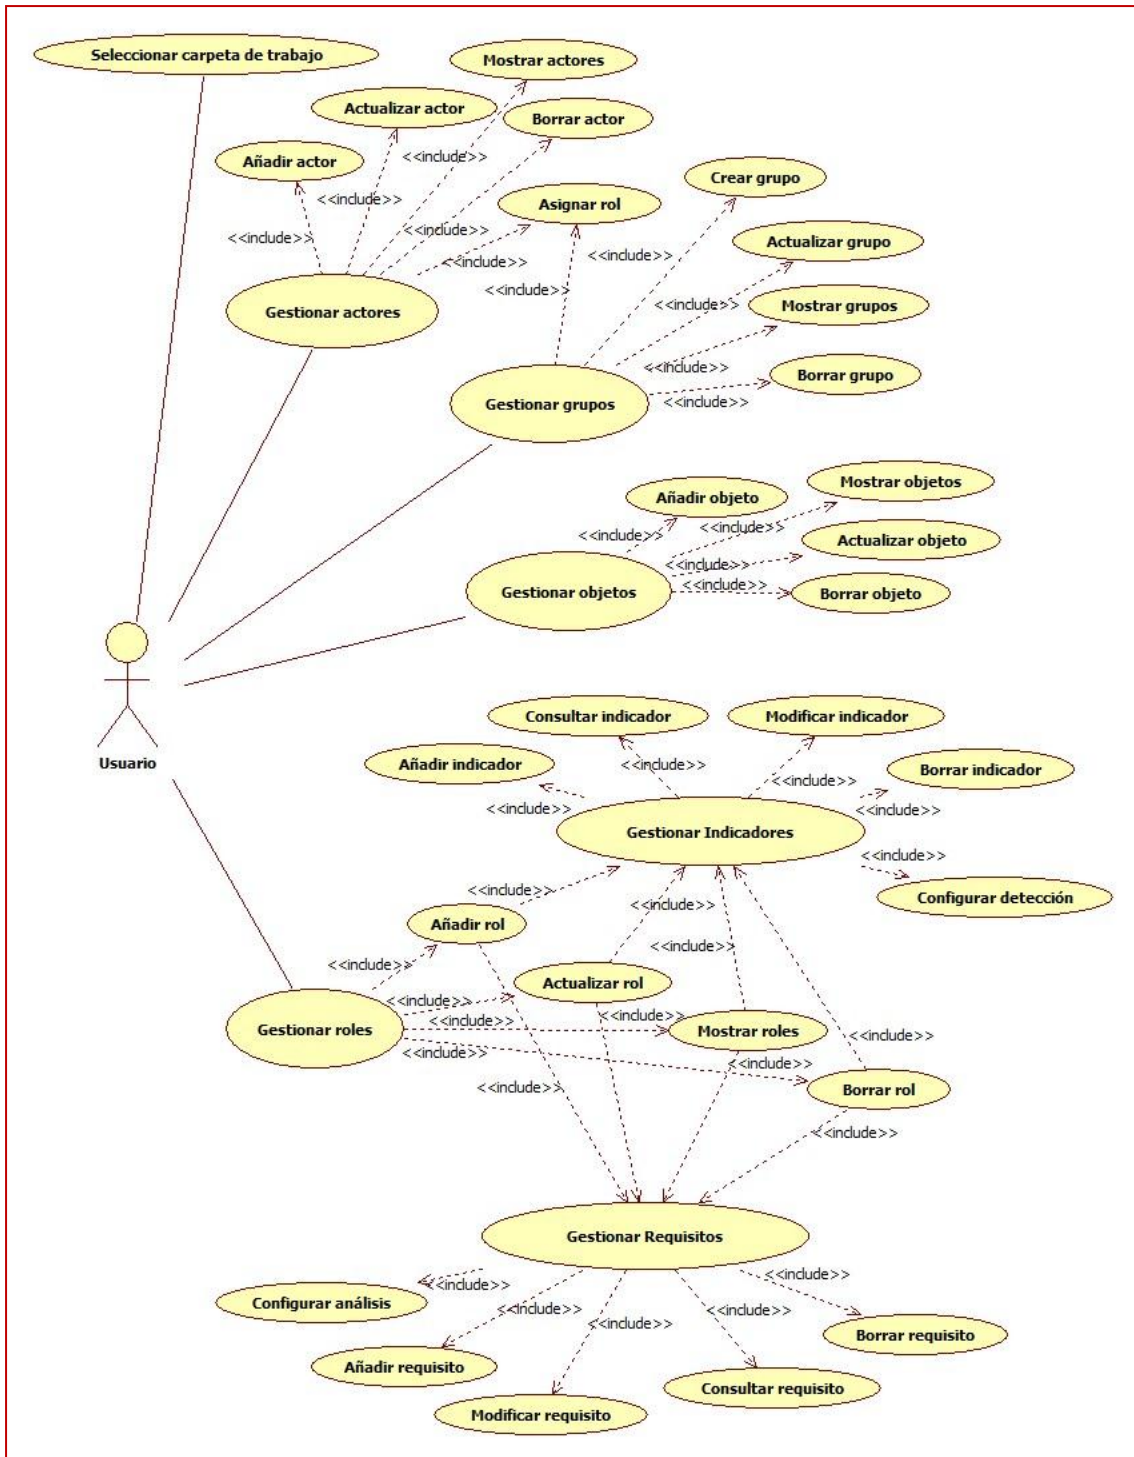 Seleccionar carpeta de trabajo
Mostrar actores
Actualizar actor
Borrar actor
Añadir actor
<<include>>
<<include>>
<<include>>
<<include>>
<<include>>
Crear grupo
Asignar rol
Actualizar grupo
<<include>>
<<include>>
<<include>>
<<include>>
<<include>>
Mostrar grupos
Gestionar actores
Borrar grupo
Gestionar grupos
Mostrar objetos
Añadir objeto
<<include>>
<<include>>
<<include>>
<<include>>
Actualizar objeto
Gestionar objetos
Borrar objeto
Usuario
Consultar indicador
Modificar indicador
Añadir indicador
<<include>>
<<include>>
Borrar indicador
<<include>>
<<include>>
Gestionar Indicadores
<<include>>
Configurar detección
<<include>>
<<include>>
Añadir rol
<<include>>
<<include>>
Actualizar rol
<<include>>
<<include>>
<<include>>
Gestionar roles
Mostrar roles
<<include>>
<<include>>
<<include>>
<<include>>
<<include>>
Borrar rol
<<include>>
Gestionar Requisitos
<<include>>
<<include>>
Configurar análisis
<<include>>
<<include>>
<<include>>
Borrar requisito
Añadir requisito
Consultar requisito
Modificar requisito